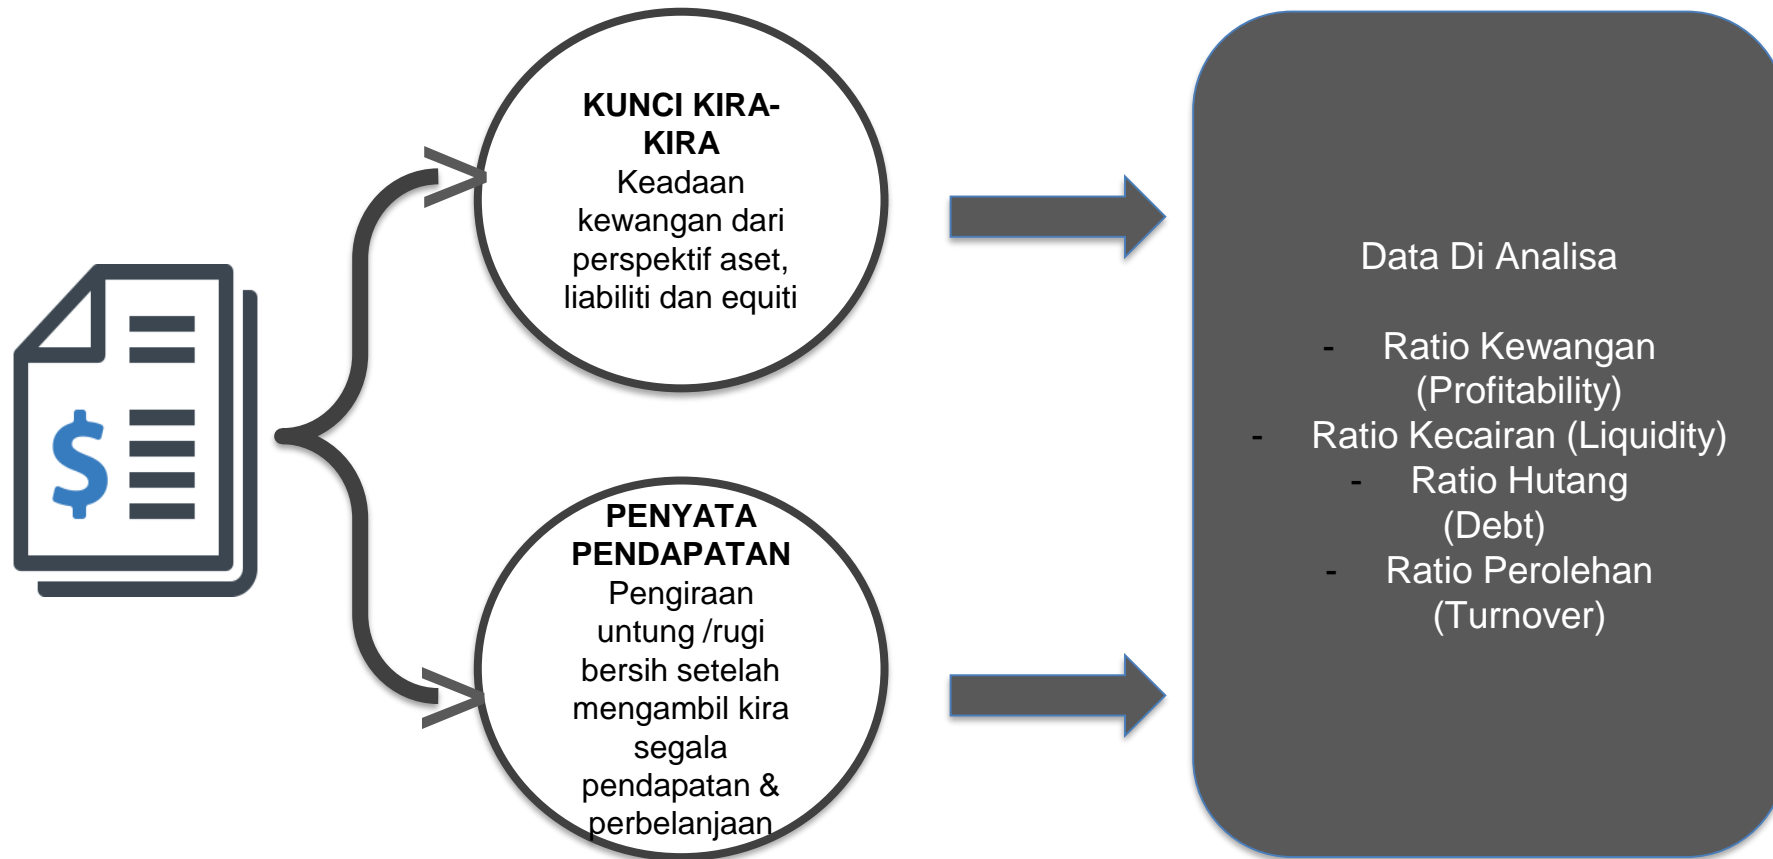 KUNCI KIRA-
KIRA
Keadaan
kewangan dari
perspektif aset,
liabiliti dan equiti
PENYATA
PENDAPATAN
Pengiraan
untung /rugi
bersih setelah
mengambil kira
segala
pendapatan &
perbelanjaan
$
Data Di Analisa
- Ratio Kewangan
(Profitability)
- Ratio Kecairan (Liquidity)
- Ratio Hutang
(Debt)
- Ratio Perolehan
(Turnover)